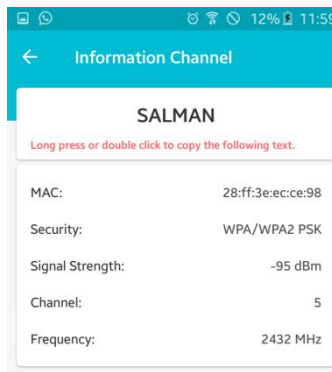 12% 11:59
Information Channel
SALMAN
Long press or double click to copy the following text.
MAC: 28:ff:3e:ec:ce:98
Security: WPA/WPA2 PSK
Signal Strength: -95 dBm
Channel: 5
Frequency: 2432 MHz